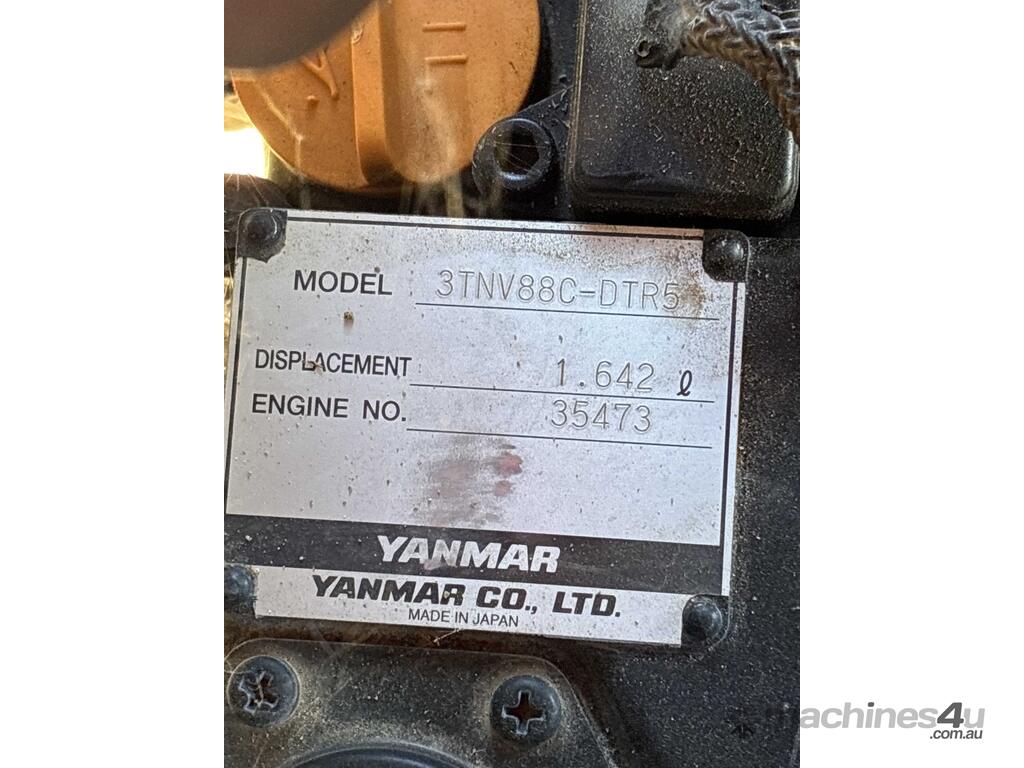 MODEL 3TNV88C-DTR5
DISPLACEMENT 1.642 ℓ
ENGINE NO. 35473
YANMAR
YANMAR CO., LTD.
MADE IN JAPAN
machines4u
.com.au